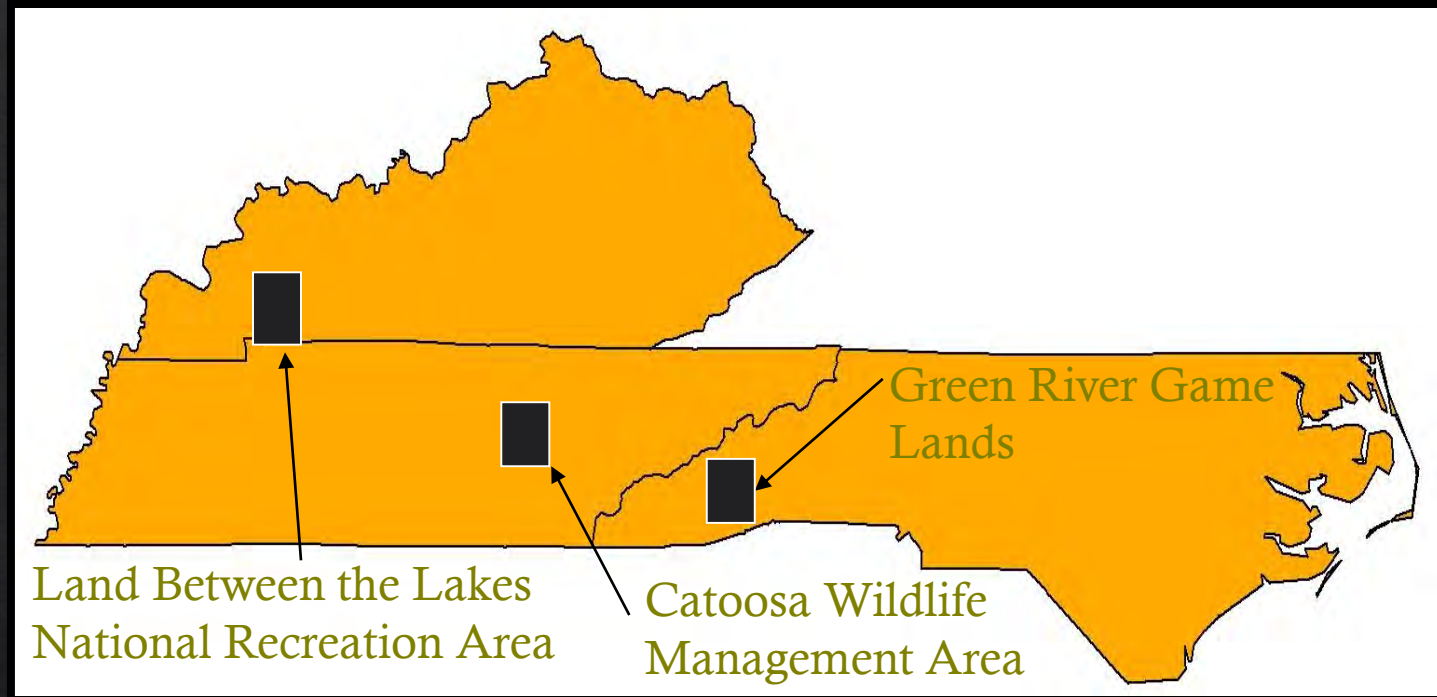 Green River Game
Lands
Land Between the Lakes
National Recreation Area
Catoosa Wildlife
Management Area